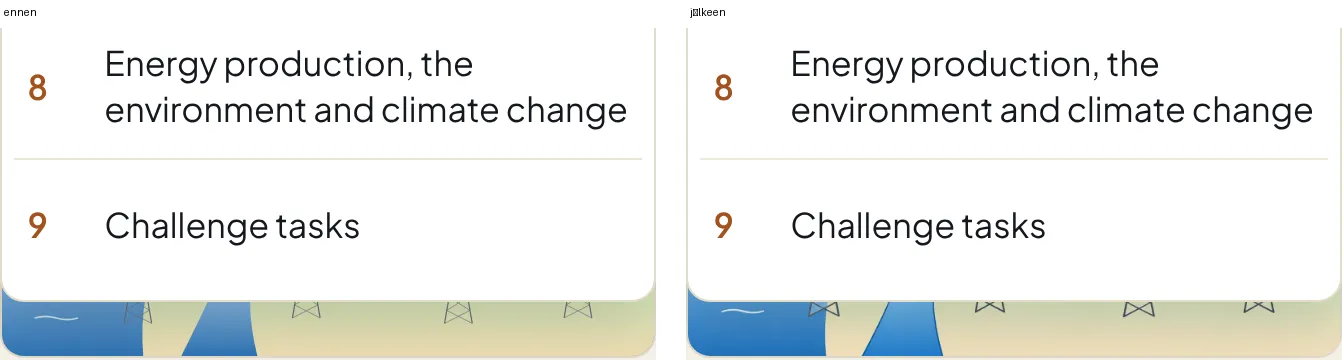 ennen
8
Energy production, the
environment and climate change
9
Challenge tasks
j▯lkeen
8
Energy production, the
environment and climate change
9
Challenge tasks